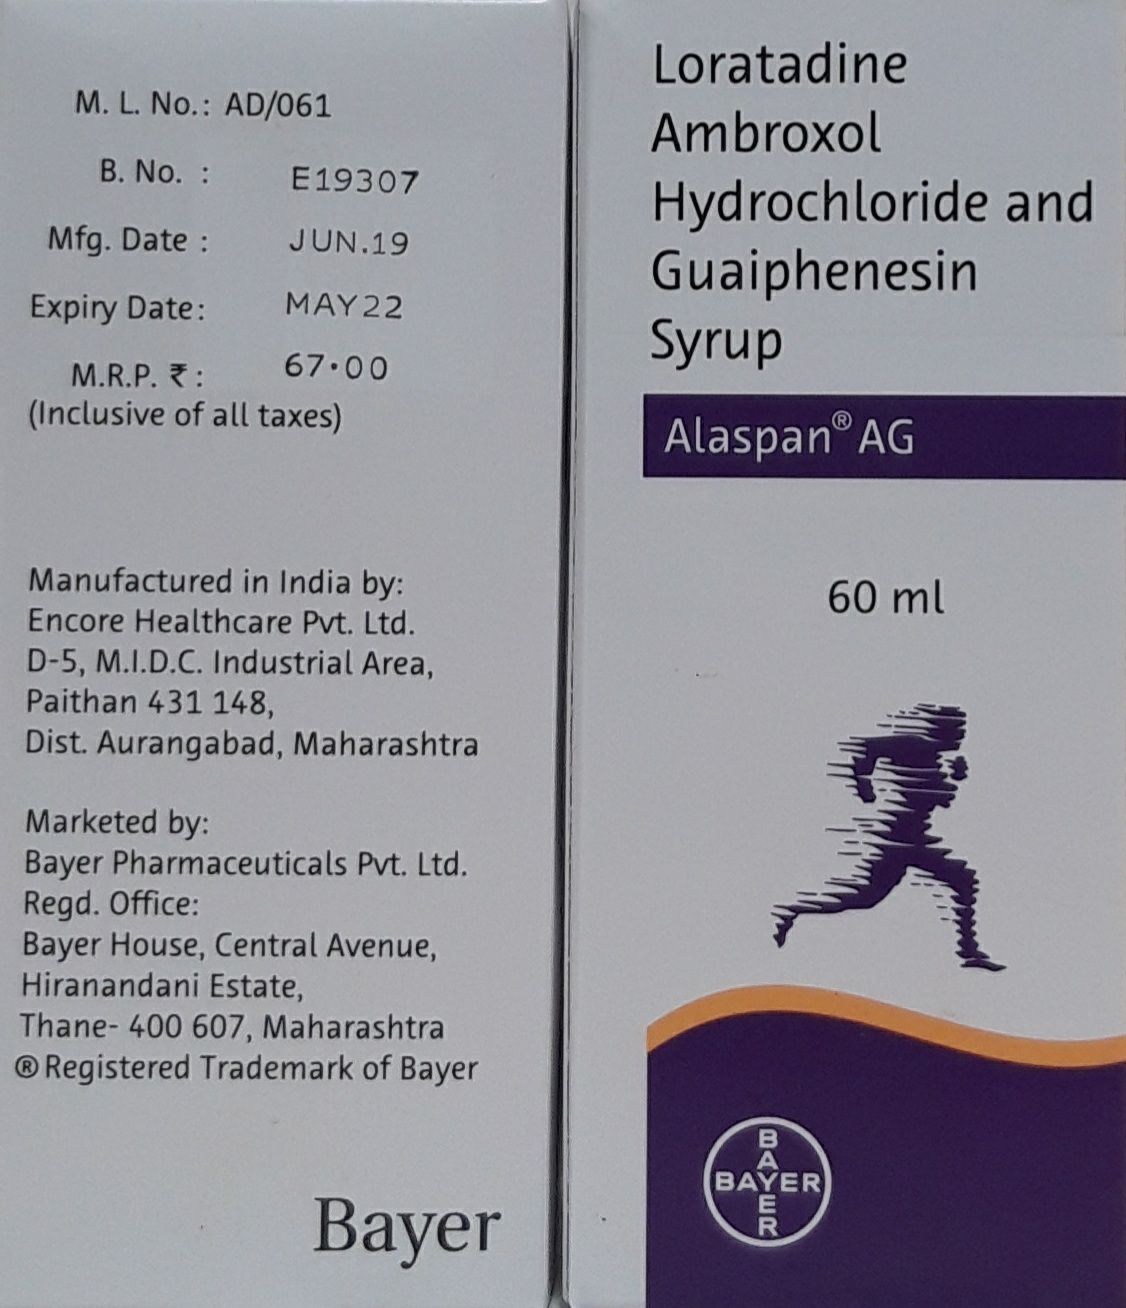 M. L. No.: AD/061
B. No. : E19307
Mfg. Date : JUN.19
Expiry Date: MAY22
M.R.P. ₹ : 67.00
(Inclusive of all taxes)
Manufactured in India by:
Encore Healthcare Pvt. Ltd.
D-5, M.I.D.C. Industrial Area,
Paithan 431 148,
Dist. Aurangabad, Maharashtra
Marketed by:
Bayer Pharmaceuticals Pvt. Ltd.
Regd. Office:
Bayer House, Central Avenue,
Hiranandani Estate,
Thane- 400 607, Maharashtra
®Registered Trademark of Bayer
Bayer
Loratadine
Ambroxol
Hydrochloride and
Guaiphenesin
Syrup
Alaspan® AG
60 ml
BAYER
BAYER